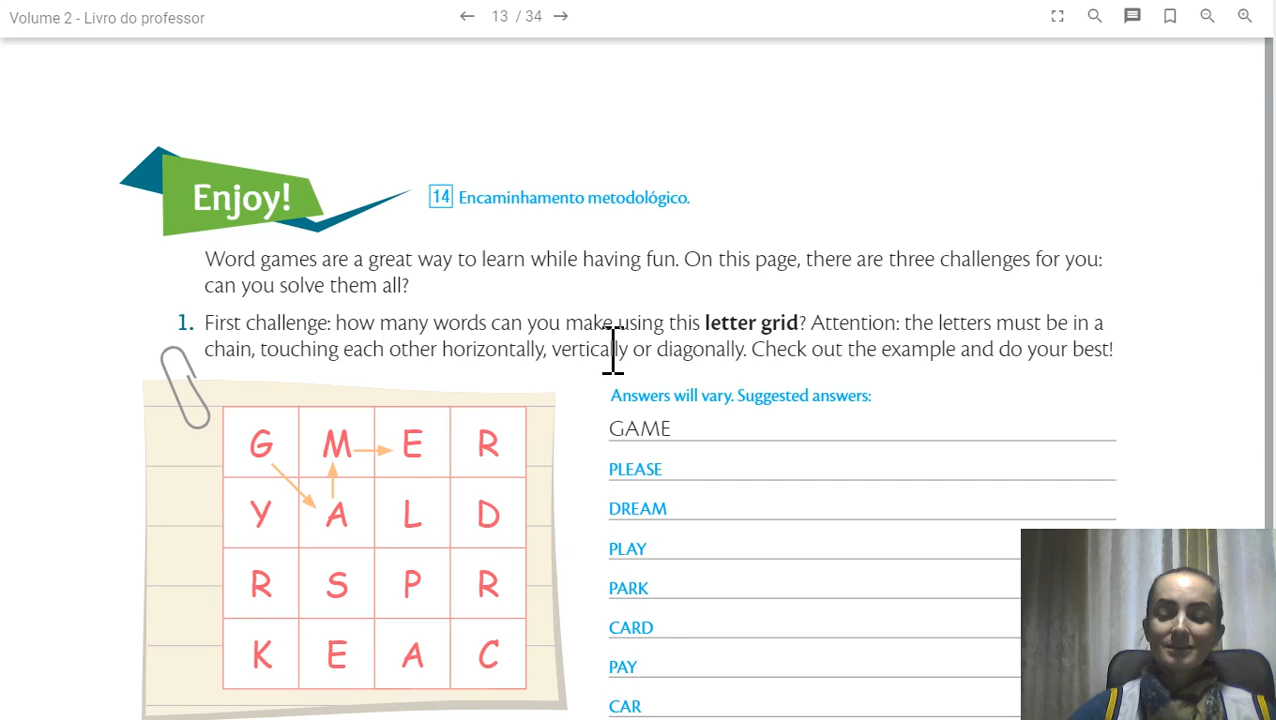 Volume 2 - Livro do professor
13 / 34
Enjoy!
14 Encaminhamento metodológico.
Word games are a great way to learn while having fun. On this page, there are three challenges for you:
can you solve them all?
1. First challenge: how many words can you make using this letter grid? Attention: the letters must be in a
chain, touching each other horizontally, vertically or diagonally. Check out the example and do your best!
G M E R
Y A L D
R S P R
K E A C
Answers will vary. Suggested answers:
GAME
PLEASE
DREAM
PLAY
PARK
CARD
PAY
CAR